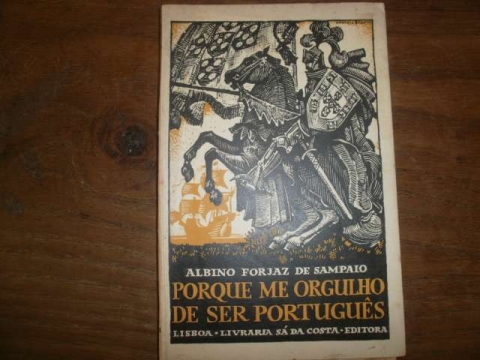 ALBINO FORJAZ DE SAMPAIO
PORQUE ME ORGULHO
DE SER PORTUGUÊS
LISBOA • LIVRARIA SÁ DA COSTA • EDITORA